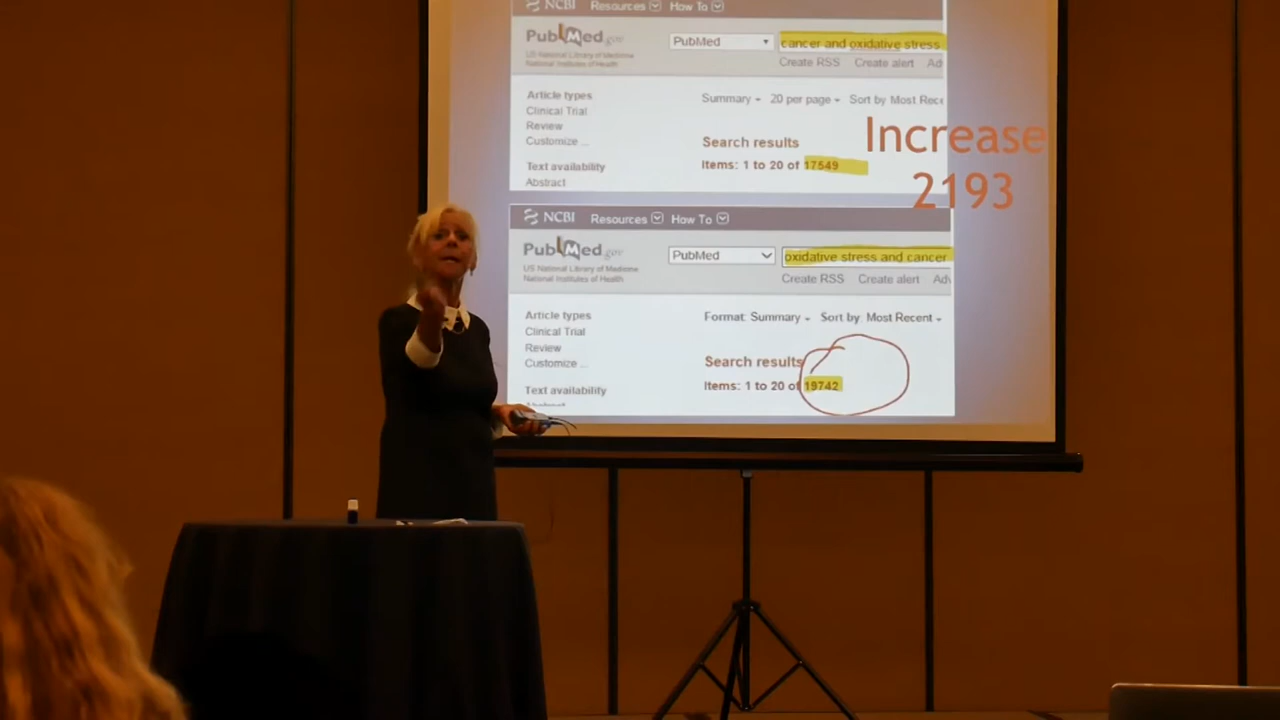 NCBI Resources How To
PubMed.gov
US National Library of Medicine
National Institutes of Health
PubMed
cancer and oxidative stress
Create RSS Create alert Ad
Article types
Clinical Trial
Review
Customize ...
Text availability
Abstract
Summary 20 per page Sort by Most Rece
Search results
Items: 1 to 20 of 17549
Increase
2193
NCBI Resources How To
PubMed.gov
US National Library of Medicine
National Institutes of Health
PubMed
oxidative stress and cancer
Create RSS Create alert Adv
Article types
Clinical Trial
Review
Customize ...
Text availability
Format: Summary Sort by: Most Recent
Search results
Items: 1 to 20 of 19742